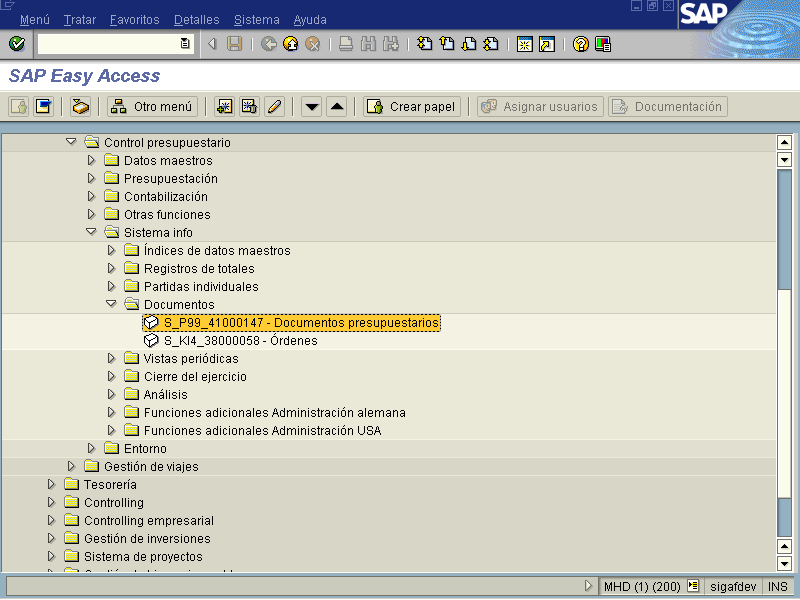 Menú Tratar Favoritos Detalles Sistema Ayuda
SAP
SAP Easy Access
Otro menú Crear papel Asignar usuarios Documentación
Control presupuestario
Datos maestros
Presupuestación
Contabilización
Otras funciones
Sistema info
Índices de datos maestros
Registros de totales
Partidas individuales
Documentos
S_P99_41000147 - Documentos presupuestarios
S_KI4_38000058 - Órdenes
Vistas periódicas
Cierre del ejercicio
Análisis
Funciones adicionales Administración alemana
Funciones adicionales Administración USA
Entorno
Gestión de viajes
Tesorería
Controlling
Controlling empresarial
Gestión de inversiones
Sistema de proyectos
MHD (1) (200) sigafdev INS